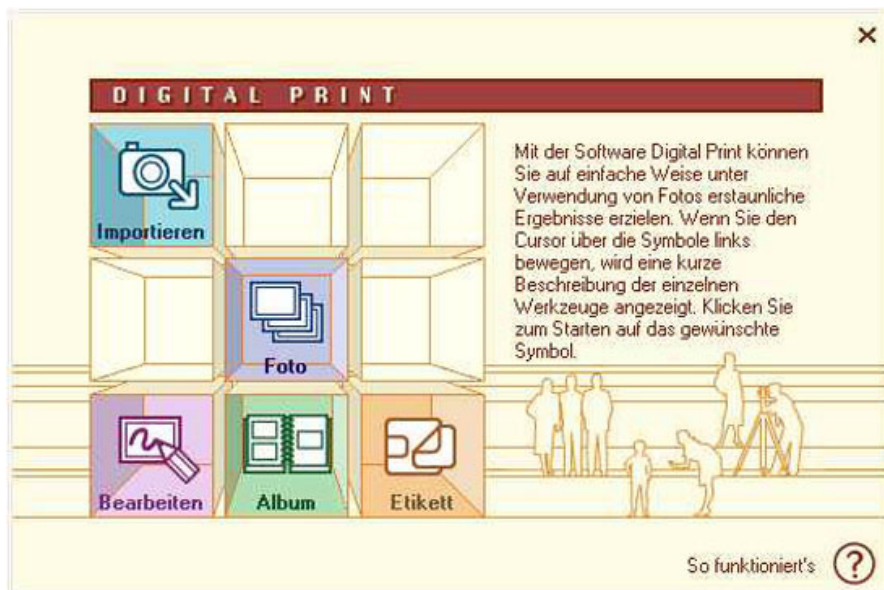 DIGITAL PRINT
Importieren
Mit der Software Digital Print können
Sie auf einfache Weise unter
Verwendung von Fotos erstaunliche
Ergebnisse erzielen. Wenn Sie den
Cursor über die Symbole links
bewegen, wird eine kurze
Beschreibung der einzelnen
Werkzeuge angezeigt. Klicken Sie
zum Starten auf das gewünschte
Symbol.
Foto
Bearbeiten
Album
Etikett
So funktioniert's
?